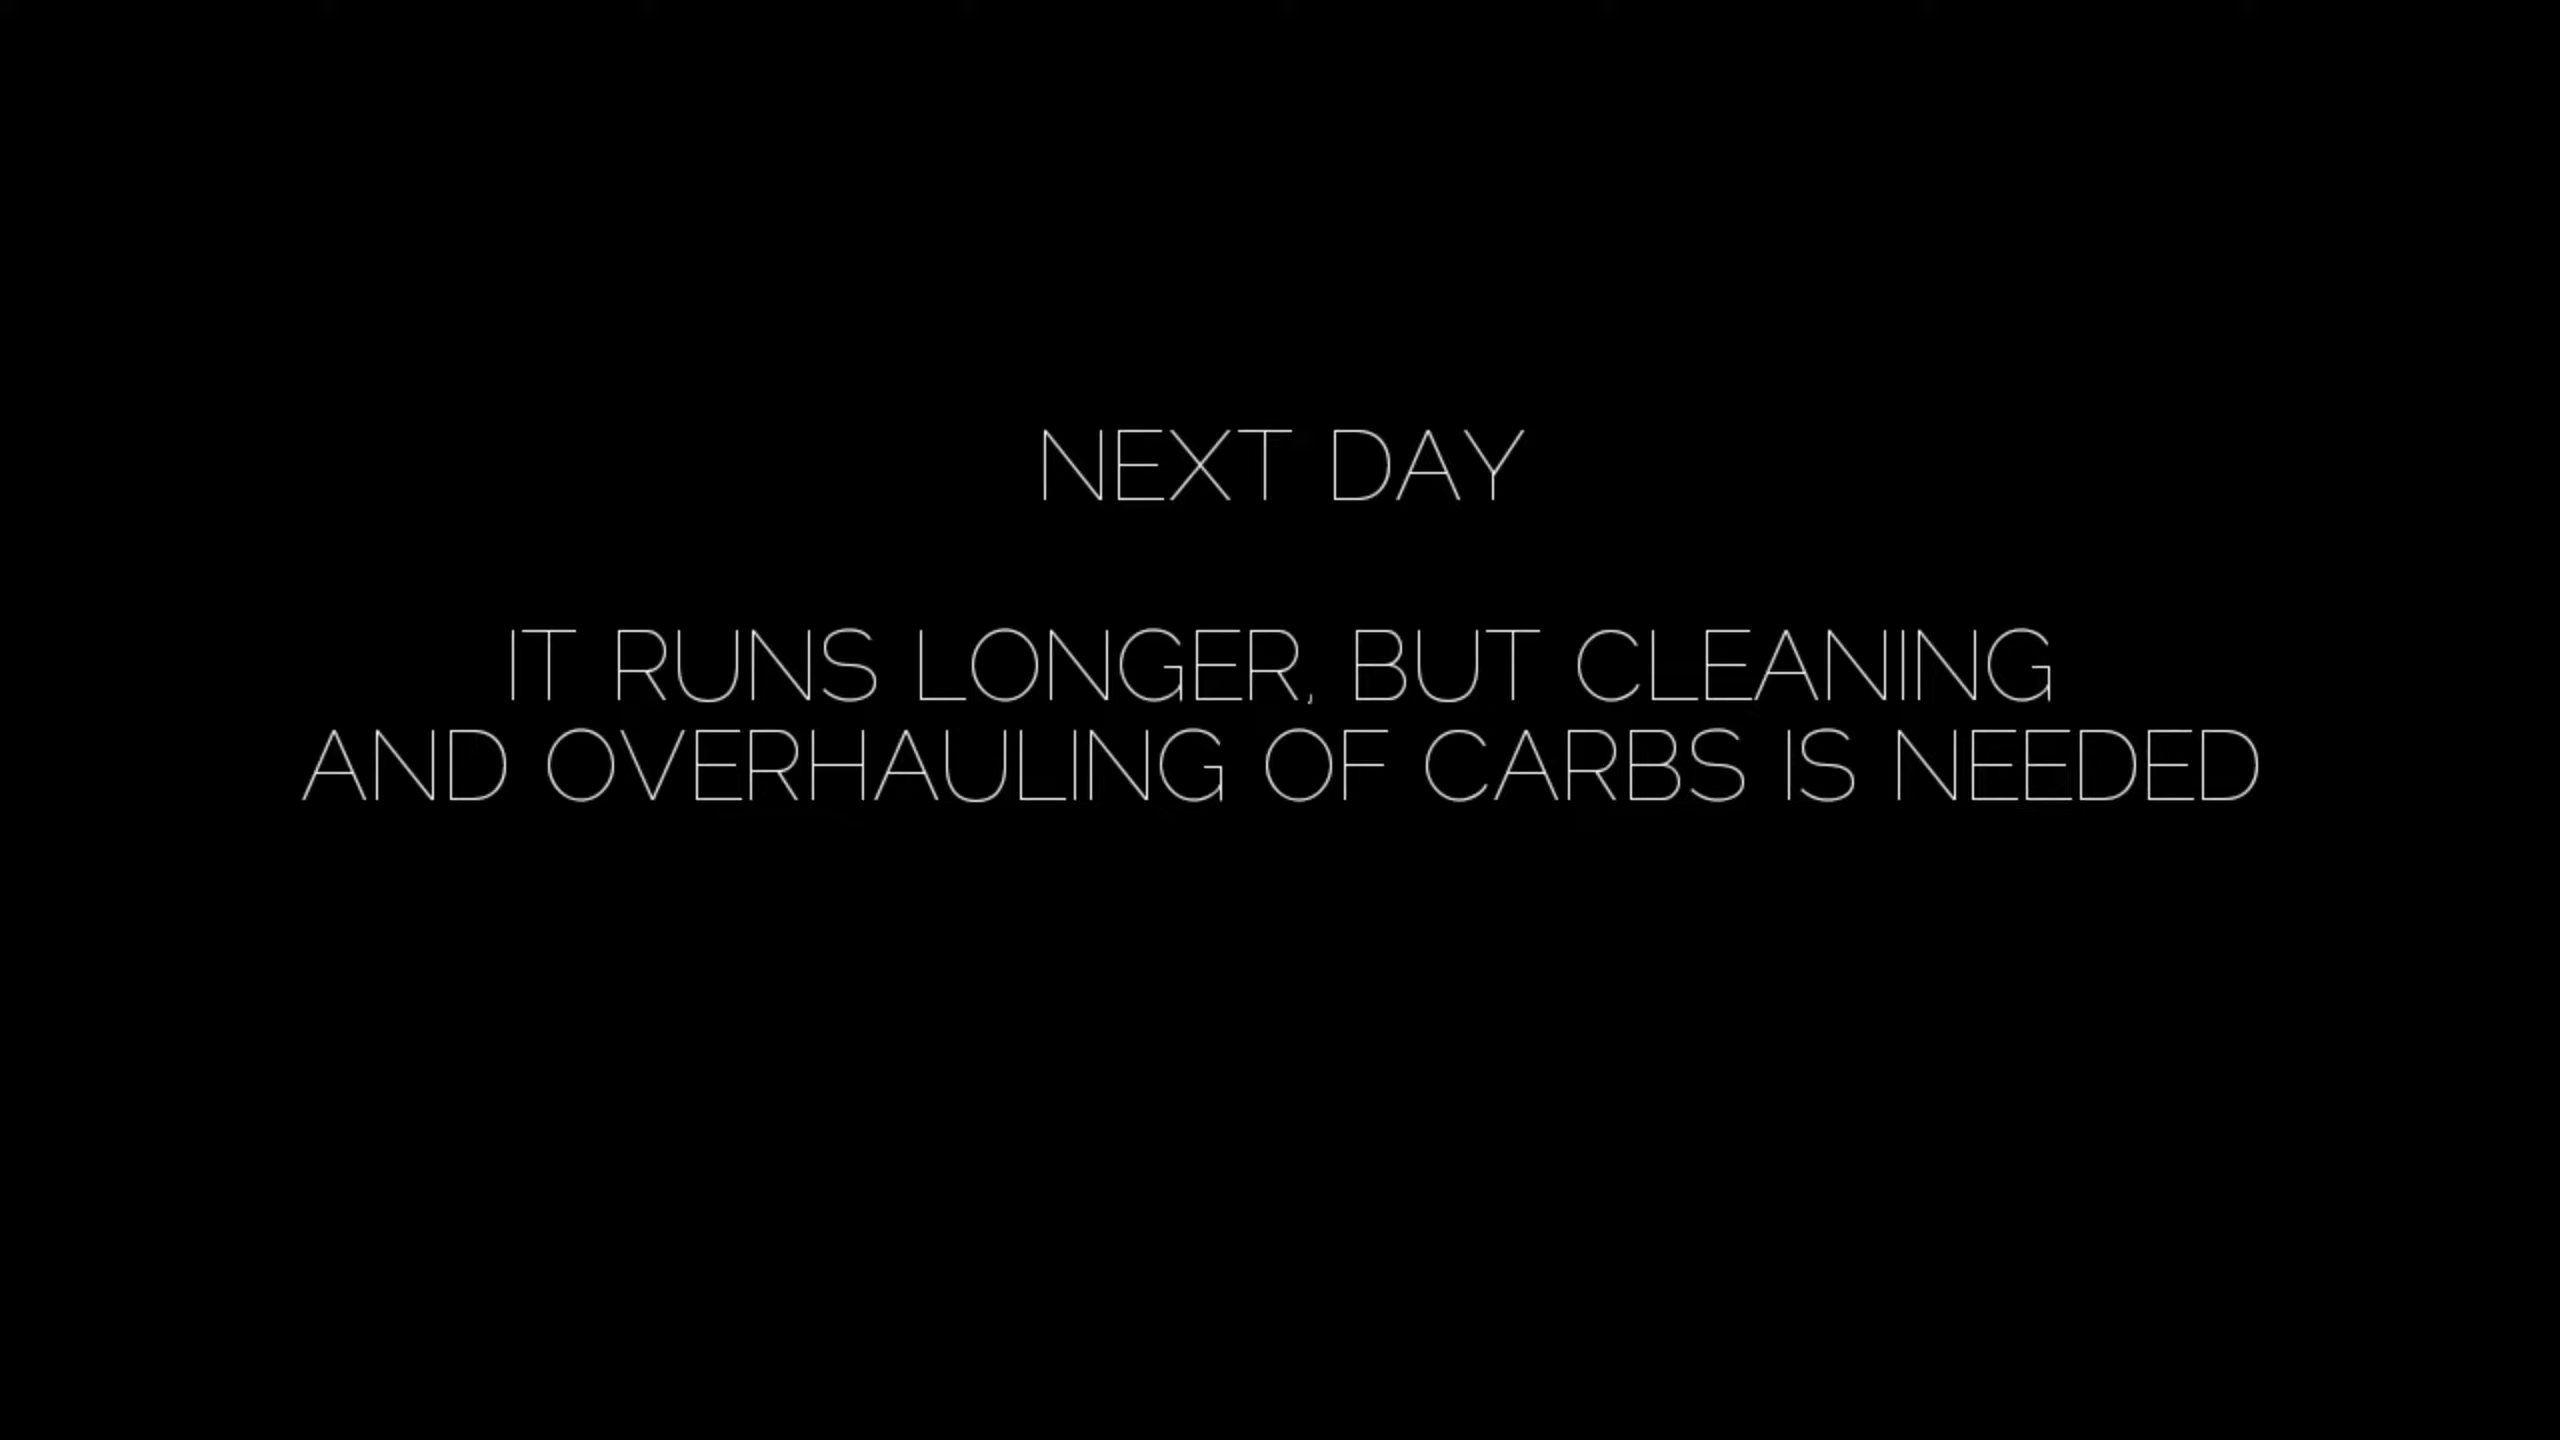 NEXT DAY
IT RUNS LONGER, BUT CLEANING
AND OVERHAULING OF CARBS IS NEEDED